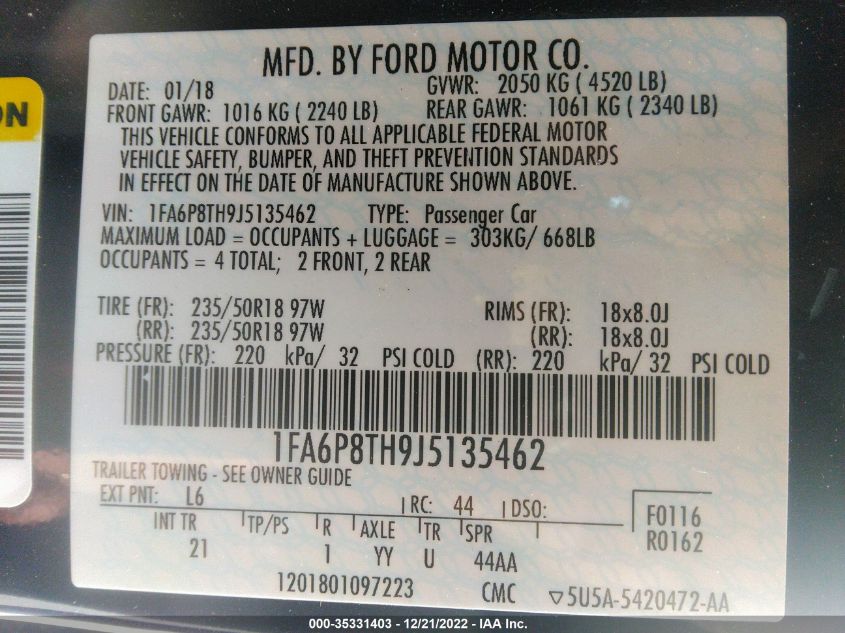 MFD. BY FORD MOTOR CO.
DATE: 01/18 GVWR: 2050 KG ( 4520 LB)
FRONT GAWR: 1016 KG ( 2240 LB) REAR GAWR: 1061 KG ( 2340 LB)
THIS VEHICLE CONFORMS TO ALL APPLICABLE FEDERAL MOTOR
VEHICLE SAFETY, BUMPER, AND THEFT PREVENTION STANDARDS
IN EFFECT ON THE DATE OF MANUFACTURE SHOWN ABOVE.
VIN: 1FA6P8TH9J5135462 TYPE: Passenger Car
MAXIMUM LOAD = OCCUPANTS + LUGGAGE = 303KG/ 668LB
OCCUPANTS = 4 TOTAL; 2 FRONT, 2 REAR
TIRE (FR): 235/50R18 97W RIMS (FR): 18x8.0J
(RR): 235/50R18 97W (RR): 18x8.0J
PRESSURE (FR): 220 kPa/ 32 PSI COLD (RR): 220 kPa/ 32 PSI COLD
1FA6P8TH9J5135462
TRAILER TOWING - SEE OWNER GUIDE
EXT PNT: L6 RC: 44 DSO: F0116
INT TR TP/PS R AXLE TR SPR R0162
21 1 YY U 44AA
1201801097223 CMC 5U5A-5420472-AA
ON
000-35331403 - 12/21/2022 - IAA Inc.